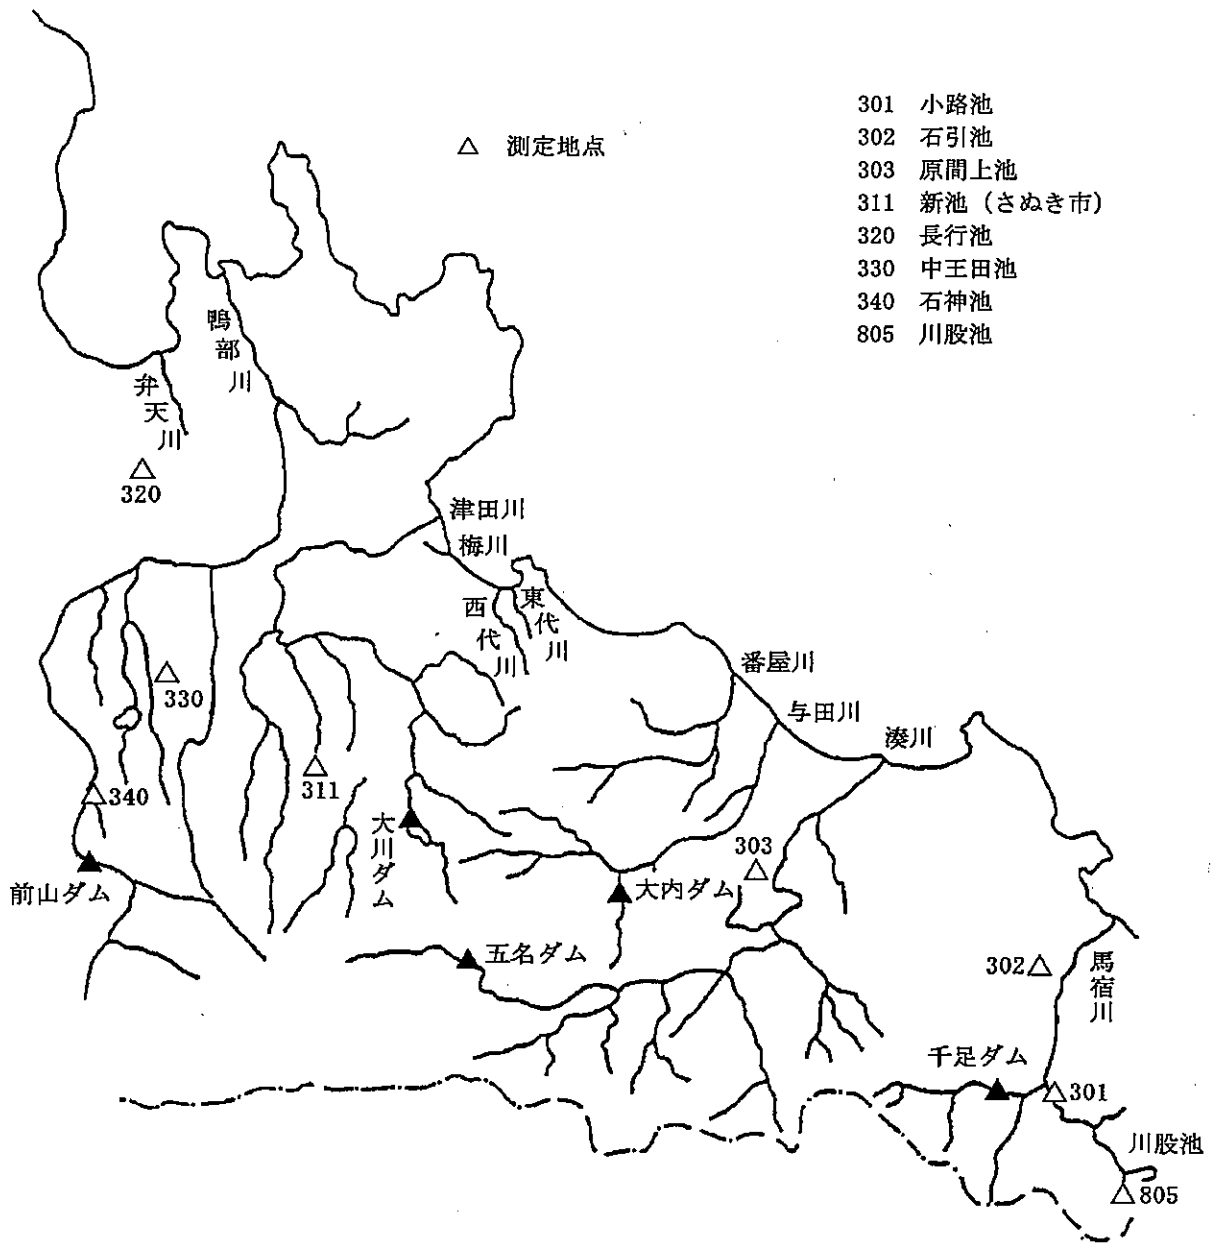 301 小路池
302 石引池
303 原間上池
311 新池（さぬき市）
320 長行池
330 中王田池
340 石神池
805 川股池
△ 測定地点
鴨部川
弁天川
320
津田川
梅川
西代川
東代川
番屋川
与田川
湊川
330
340
311
大川ダム
前山ダム
303
大内ダム
五名ダム
302
馬宿川
千足ダム
301
川股池
805